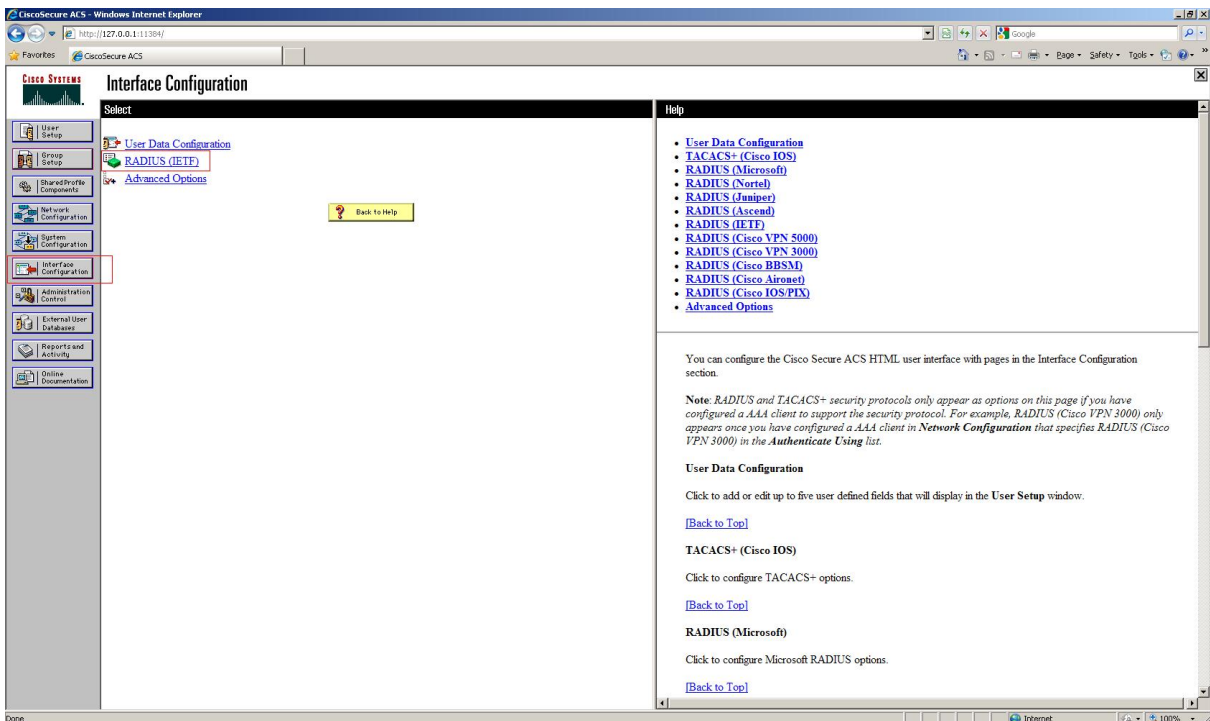 CiscoSecure ACS - Windows Internet Explorer
http://127.0.0.1:11384/
Google
Favorites
CiscoSecure ACS
Page
Safety
Tools
CISCO SYSTEMS
Interface Configuration
User Setup
Group Setup
Shared Profile Components
Network Configuration
System Configuration
Interface Configuration
Administration Control
External User Databases
Reports and Activity
Online Documentation
Select
User Data Configuration
RADIUS (IETF)
Advanced Options
Back to Help
Help
User Data Configuration
TACACS+ (Cisco IOS)
RADIUS (Microsoft)
RADIUS (Nortel)
RADIUS (Juniper)
RADIUS (Ascend)
RADIUS (IETF)
RADIUS (Cisco VPN 5000)
RADIUS (Cisco VPN 3000)
RADIUS (Cisco BBSM)
RADIUS (Cisco Aironet)
RADIUS (Cisco IOS/PIX)
Advanced Options
You can configure the Cisco Secure ACS HTML user interface with pages in the Interface Configuration
section.
Note: RADIUS and TACACS+ security protocols only appear as options on this page if you have
configured a AAA client to support the security protocol. For example, RADIUS (Cisco VPN 3000) only
appears once you have configured a AAA client in Network Configuration that specifies RADIUS (Cisco
VPN 3000) in the Authenticate Using list.
User Data Configuration
Click to add or edit up to five user defined fields that will display in the User Setup window.
[Back to Top]
TACACS+ (Cisco IOS)
Click to configure TACACS+ options.
[Back to Top]
RADIUS (Microsoft)
Click to configure Microsoft RADIUS options.
[Back to Top]
Done
Internet
100%